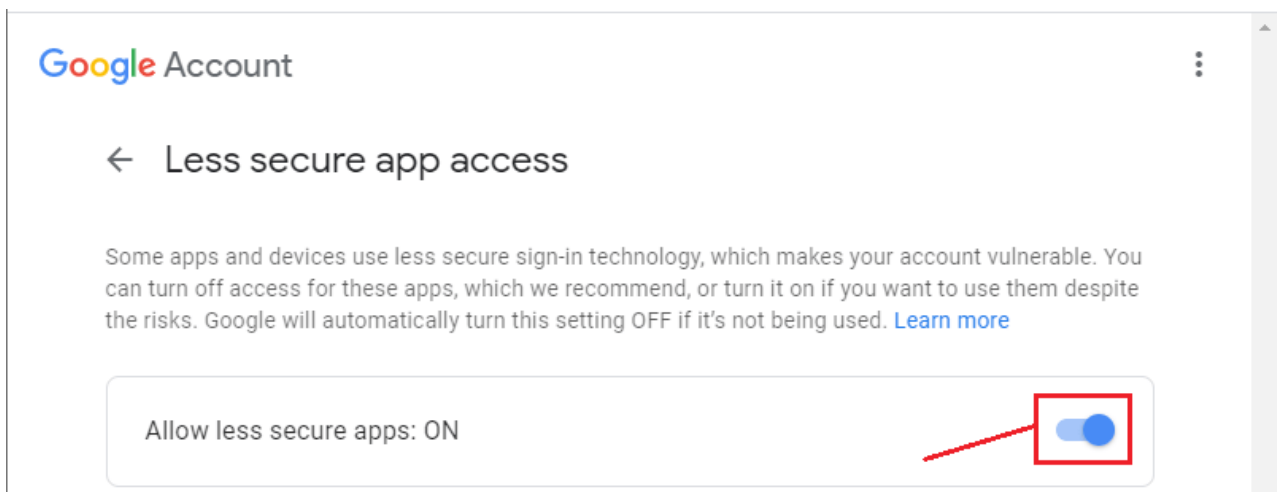 Google Account
Less secure app access
Some apps and devices use less secure sign-in technology, which makes your account vulnerable. You
can turn off access for these apps, which we recommend, or turn it on if you want to use them despite
the risks. Google will automatically turn this setting OFF if it's not being used. Learn more
Allow less secure apps: ON